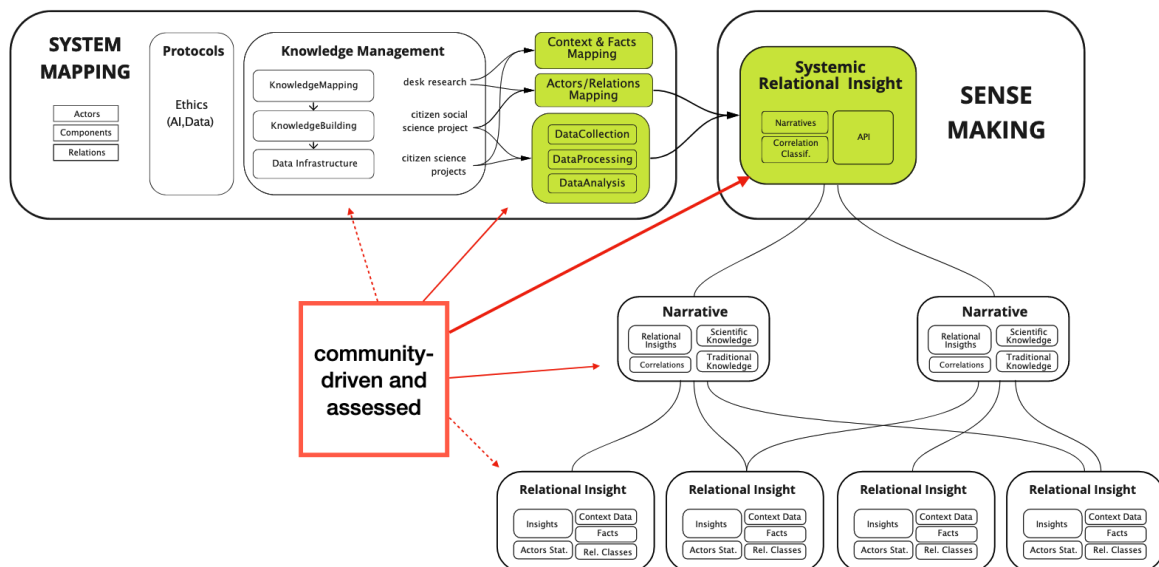 SYSTEM
MAPPING
Actors
Components
Relations
Protocols
Ethics
(AI,Data)
Knowledge Management
KnowledgeMapping
KnowledgeBuilding
Data Infrastructure
desk research
citizen social
science project
citizen science
projects
Context & Facts
Mapping
Actors/Relations
Mapping
DataCollection
DataProcessing
DataAnalysis
Systemic
Relational Insight
Narratives
Correlation
Classif.
API
SENSE
MAKING
community-
driven and
assessed
Narrative
Relational
Insigths
Scientific
Knowledge
Correlations
Traditional
Knowledge
Narrative
Relational
Insigths
Scientific
Knowledge
Correlations
Traditional
Knowledge
Relational Insight
Insights
Context Data
Facts
Actors Stat.
Rel. Classes
Relational Insight
Insights
Context Data
Facts
Actors Stat.
Rel. Classes
Relational Insight
Insights
Context Data
Facts
Actors Stat.
Rel. Classes
Relational Insight
Insights
Context Data
Facts
Actors Stat.
Rel. Classes